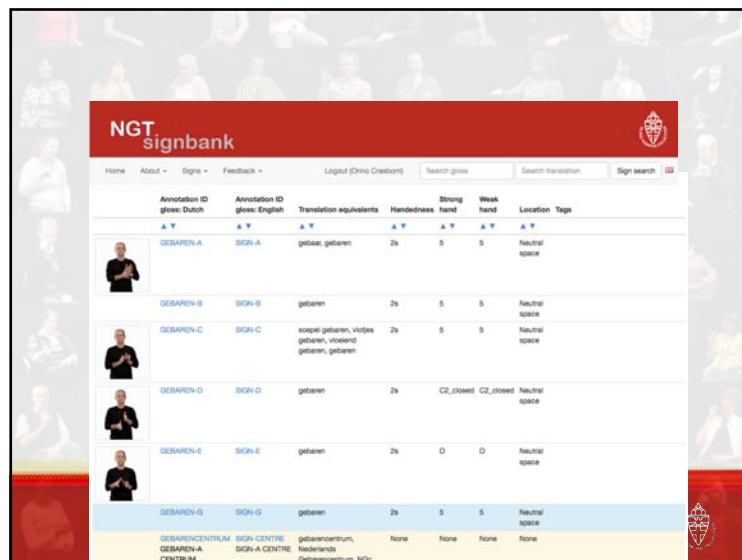 NGT
signbank
Home About Signs Feedback Logout (Onno Crasborn) Search gloss Search translation Sign search
Annotation ID gloss: Dutch Annotation ID gloss: English Translation equivalents Handedness Strong hand Weak hand Location Tags
GEBAREN-A SIGN-A gebaar, gebaren 2s 5 5 Neutral space
GEBAREN-B SIGN-B gebaren 2s 5 5 Neutral space
GEBAREN-C SIGN-C soepel gebaren, vlotjes gebaren, vloeiend gebaren, gebaren 2s 5 5 Neutral space
GEBAREN-D SIGN-D gebaren 2s C2_closed C2_closed Neutral space
GEBAREN-E SIGN-E gebaren 2s O O Neutral space
GEBAREN-G SIGN-G gebaren 2s 5 5 Neutral space
GEBARENCENTRUM SIGN-CENTRE gebarencentrum, None None None None
GEBAREN-A SIGN-A CENTRE Nederlands
CENTRUM Gebarencentrum,